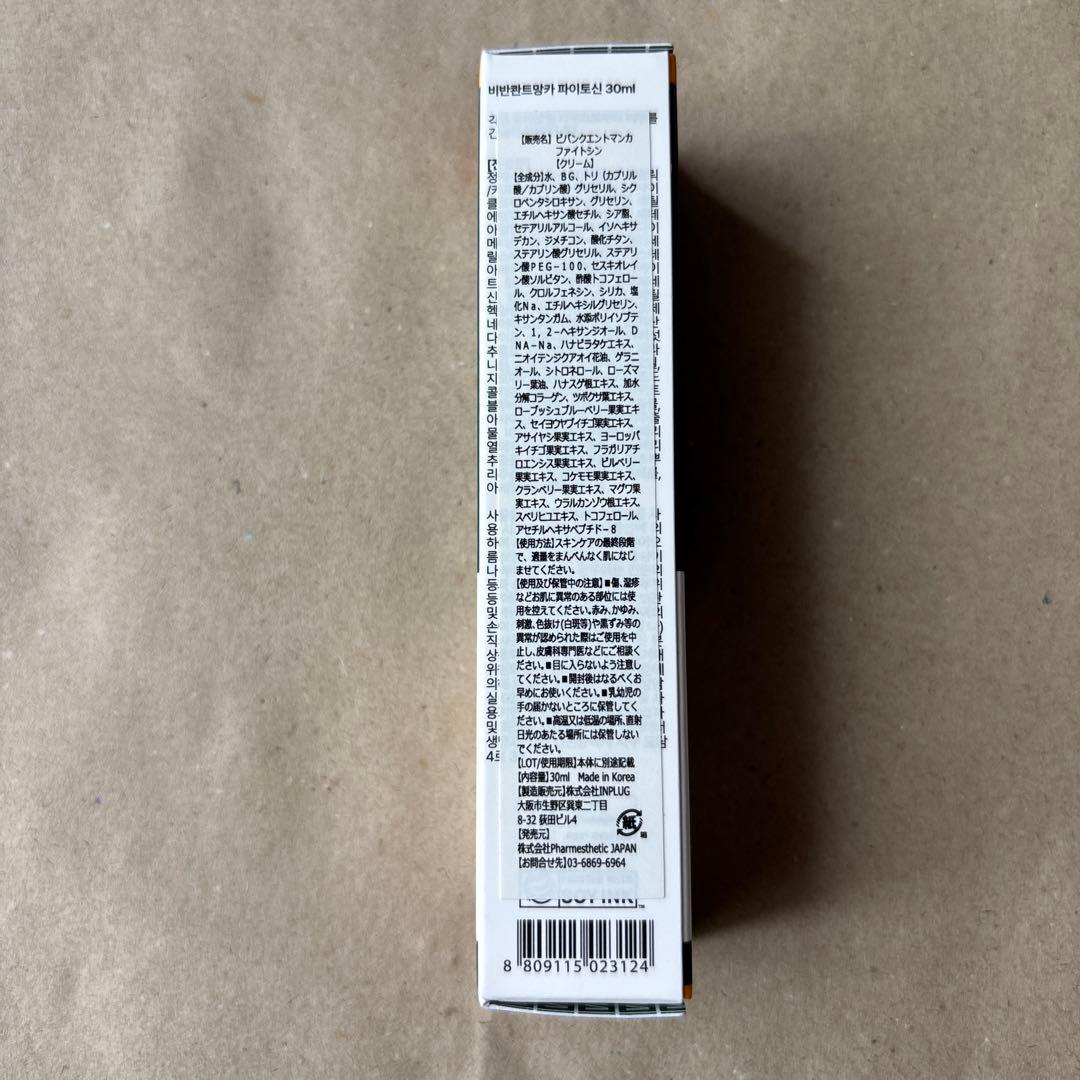 비반콴트망카 파이토신 30ml
【販売名】ビバンクエントマンカ
ファイトシン
【クリーム】
【全成分】水、BG、トリ(カプリル
酸/カプリン酸)グリセリル、シク
ロペンタシロキサン、グリセリン、
エチルヘキサン酸セチル、シア脂、
セテアリルアルコール、イソヘキサ
デカン、ジメチコン、酸化チタン、
ステアリン酸グリセリル、ステアリ
ン酸PEG-100、セスキオレイ
ン酸ソルビタン、酢酸トコフェロー
ル、クロルフェネシン、シリカ、塩
化Na、エチルヘキシルグリセリン、
キサンタンガム、水添ポリイソブテ
ン、1,2-ヘキサンジオール、D
NA-Na、ハナビラタケエキス、
ニオイテンジクアオイ花油、ゲラニ
オール、シトロネロール、ローズマ
リー葉油、ハナスゲ根エキス、加水
分解コラーゲン、ツボクサ葉エキス、
ローブッシュブルーベリー果実エキ
ス、セイヨウヤブイチゴ果実エキス、
アサイヤシ果実エキス、ヨーロッパ
キイチゴ果実エキス、フラガリアチ
ロエンシス果実エキス、ビルベリー
果実エキス、コケモモ果実エキス、
クランベリー果実エキス、マグワ果
実エキス、ウラルカンゾウ根エキス、
スベリヒユエキス、トコフェロール、
アセチルヘキサペプチド-8
【使用方法】スキンケアの最終段階
で、適量をまんべんなく肌になじ
ませてください。
【使用及び保管中の注意】■傷、湿疹
などお肌に異常のある部位には使
用を控えてください。赤み、かゆみ、
刺激、色抜け(白斑等)や黒ずみ等の
異常が認められた際はご使用を中
止し、皮膚科専門医などにご相談く
ださい。■目に入らないよう注意し
てください。■開封後はなるべくお
早めにお使いください。■乳幼児の
手の届かないところに保管してく
ださい。■高温又は低温の場所、直射
日光のあたる場所には保管しない
でください。
【LOT/使用期限】本体に別途記載
【内容量】30ml Made in Korea
【製造販売元】株式会社INPLUG
大阪市生野区巽東二丁目
8-32 荻田ビル4
紙 箱
【発売元】
株式会社Pharmesthetic JAPAN
【お問合せ先】03-6869-6964
SOY INK™
8 809115 023124